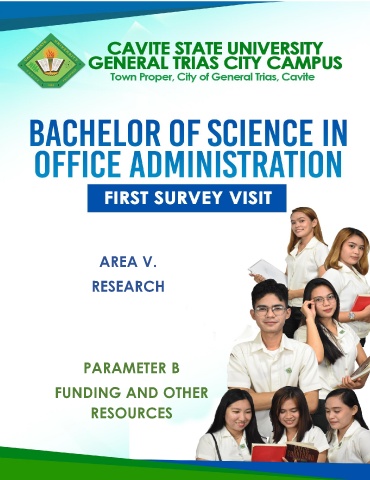 CAVITE STATE UNIVERSITY
GENERAL TRIAS CITY CAMPUS
Town Proper, City of General Trias, Cavite
BACHELOR OF SCIENCE IN
OFFICE ADMINISTRATION
FIRST SURVEY VISIT
AREA V.
RESEARCH
PARAMETER B
FUNDING AND OTHER
RESOURCES